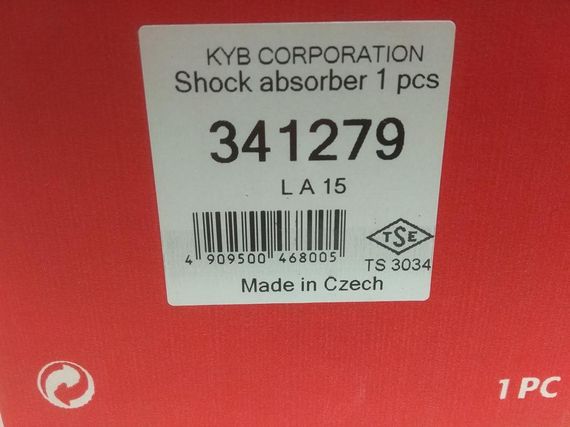 KYB CORPORATION
Shock absorber 1 pcs
341279
L A 15
4 909500 468005
TSE
TS 3034
Made in Czech
1 PC